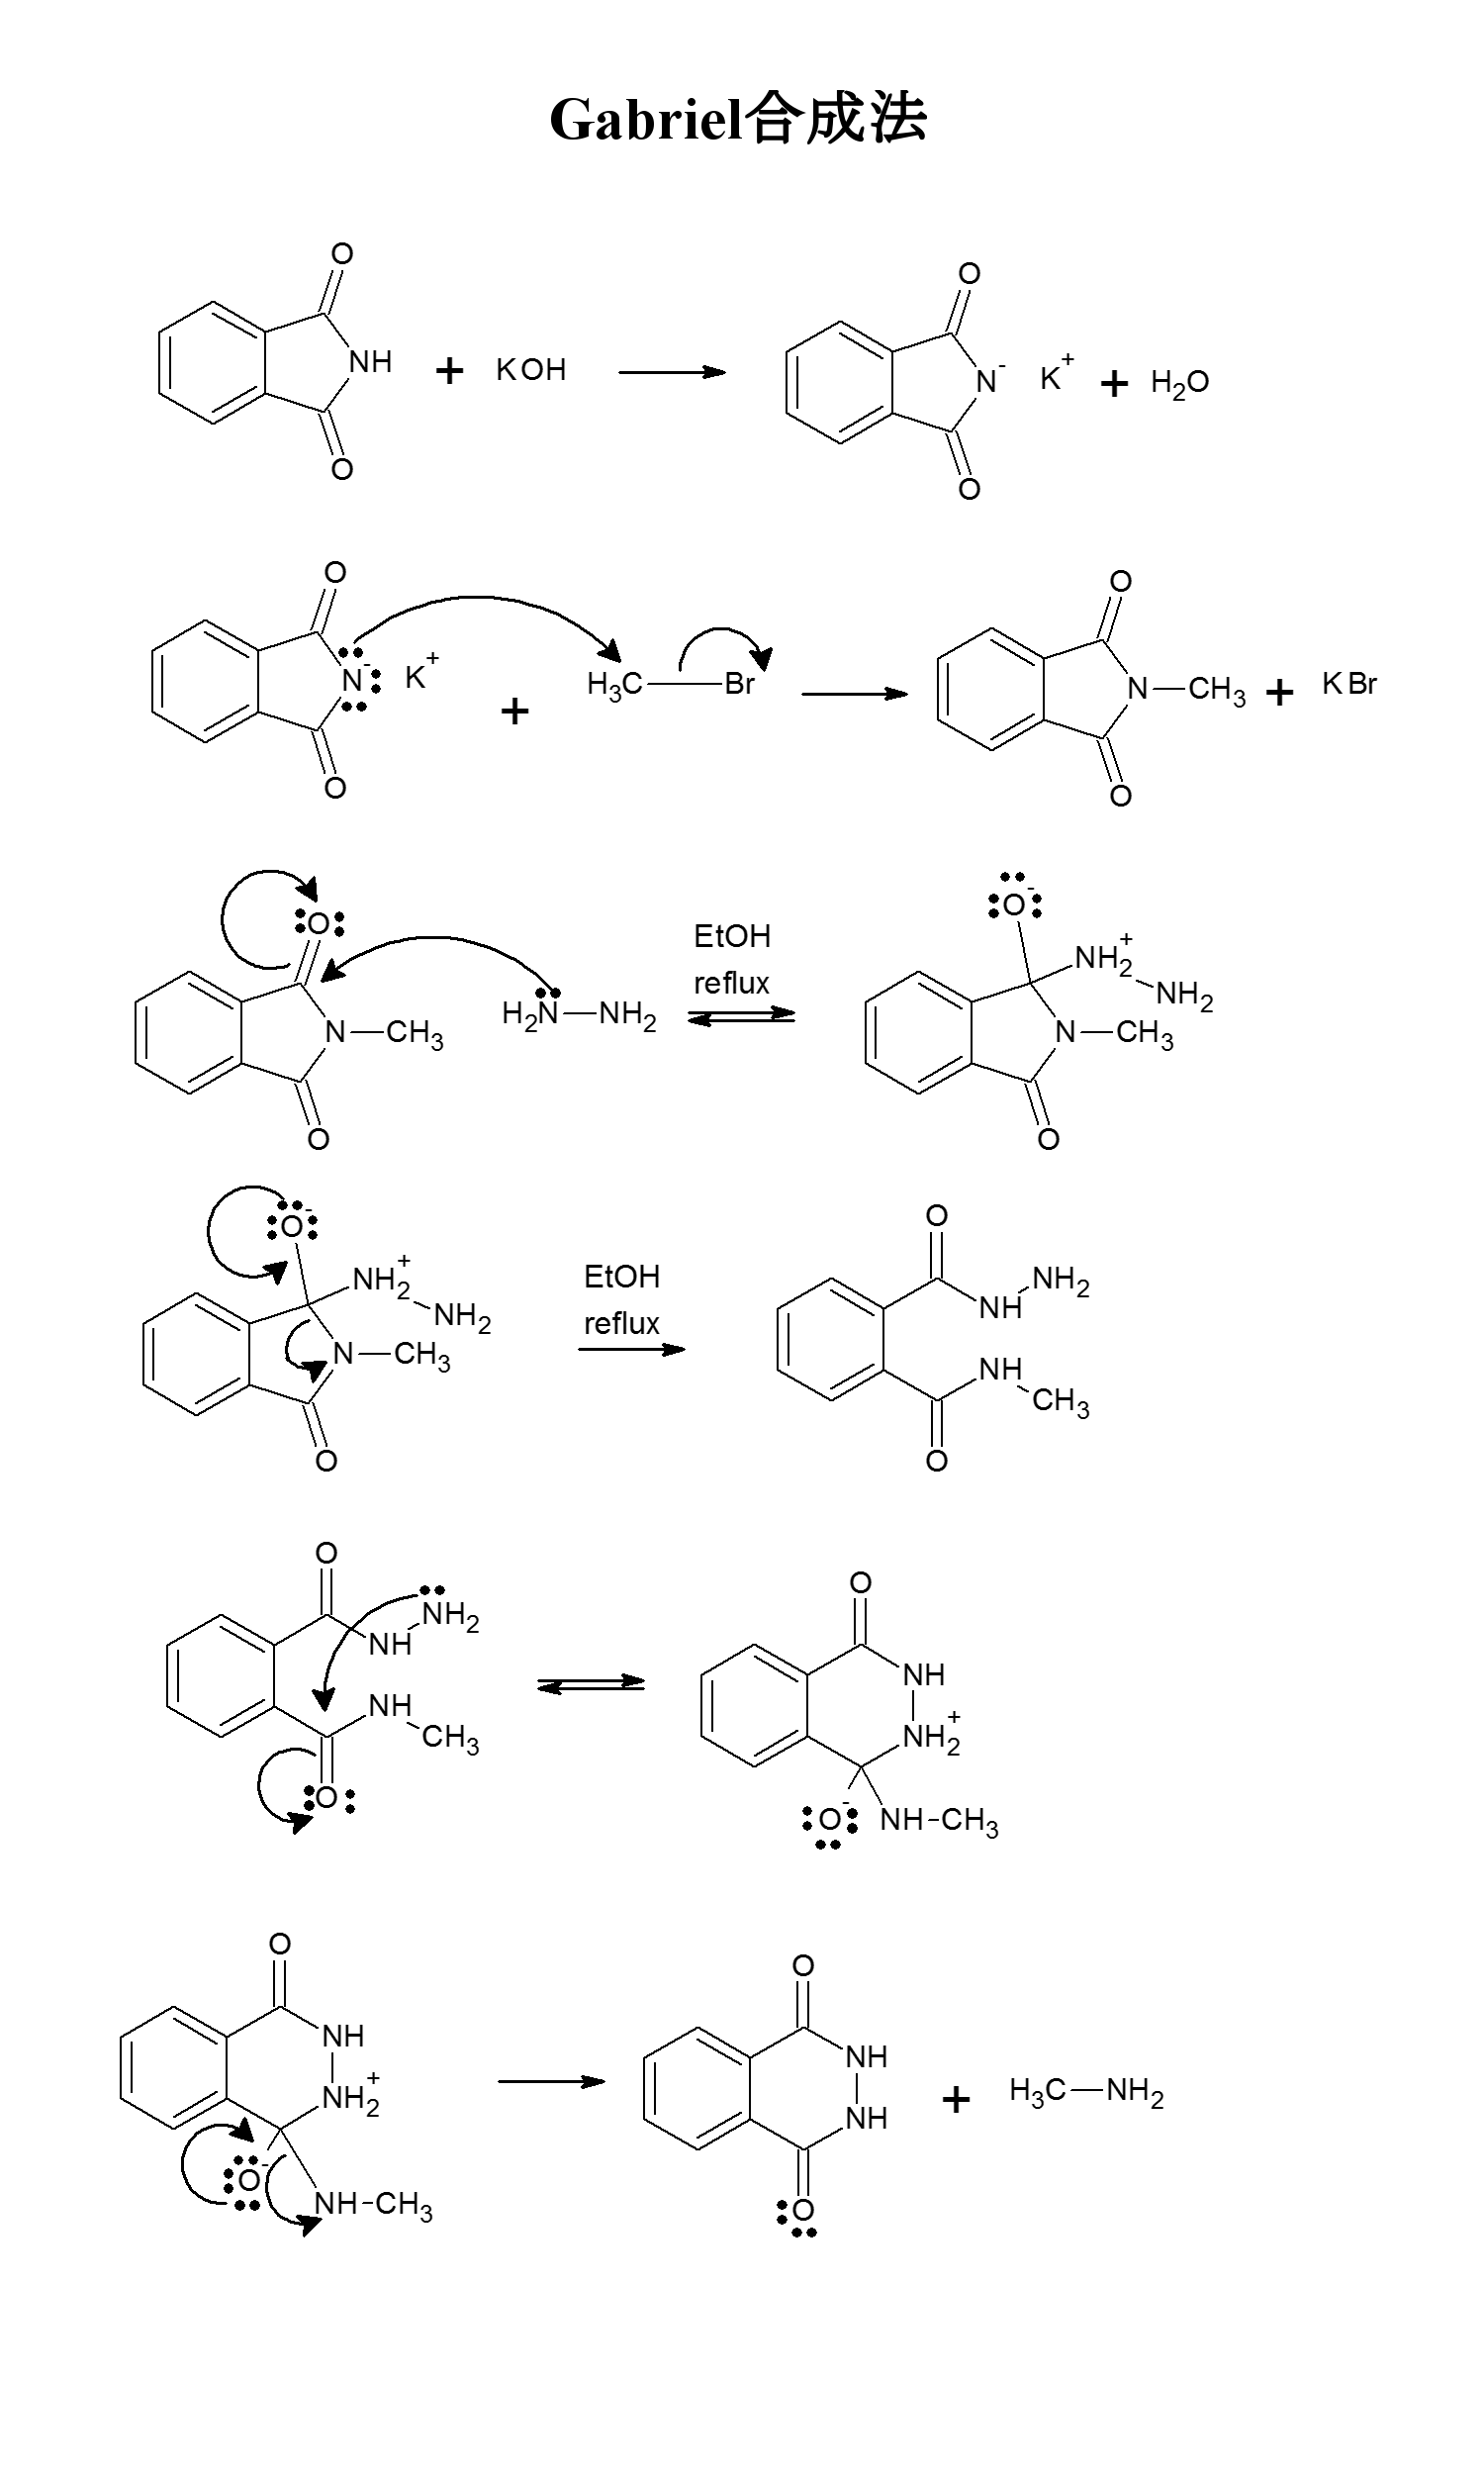 Gabriel合成法
O
NH + KOH N- K+ + H2O
O
O
O
O
N- K+ + H3C Br N CH3 + KBr
O
O
O
O-
EtOH
reflux
NH2+ NH2
H2N NH2
N CH3
N CH3
O
O
O-
NH2+ NH2
N CH3
O
EtOH
reflux
O
NH NH2
NH CH3
O
O
NH NH2
NH CH3
O
O
NH
NH2+
O- NH-CH3
O
NH
NH2+
O- NH-CH3
O
NH
NH + H3C NH2
O